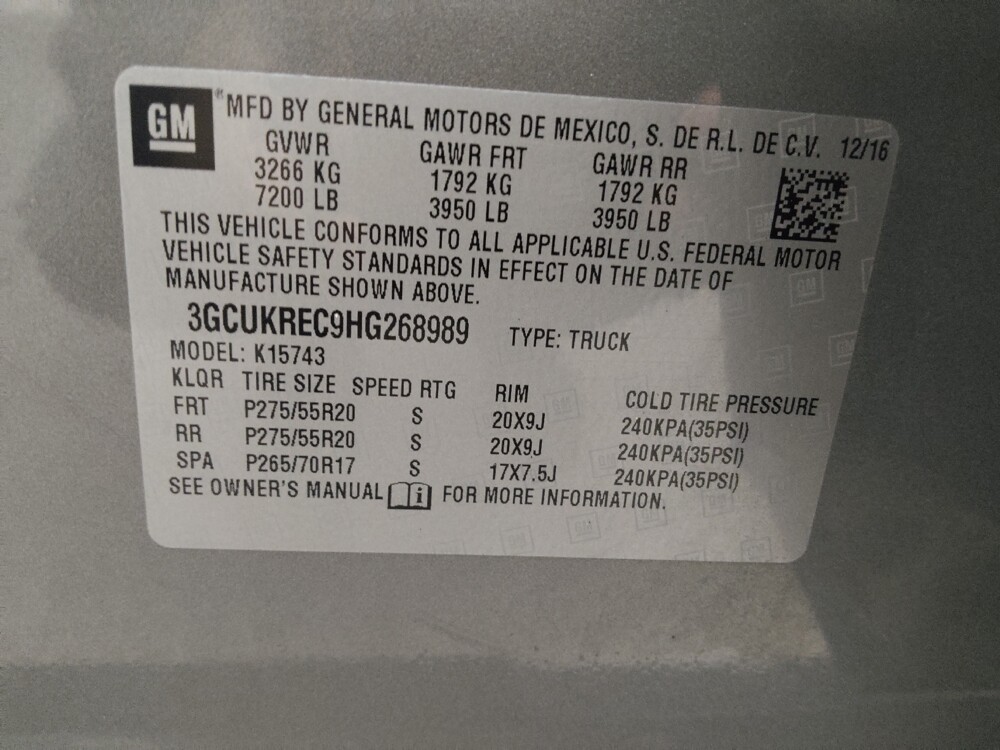 GM® MFD BY GENERAL MOTORS DE MEXICO, S. DE R.L. DE C.V. 12/16
GVWR GAWR FRT GAWR RR
3266 KG 1792 KG 1792 KG
7200 LB 3950 LB 3950 LB
THIS VEHICLE CONFORMS TO ALL APPLICABLE U.S. FEDERAL MOTOR
VEHICLE SAFETY STANDARDS IN EFFECT ON THE DATE OF
MANUFACTURE SHOWN ABOVE.
3GCUKREC9HG268989 TYPE: TRUCK
MODEL: K15743
KLQR TIRE SIZE SPEED RTG RIM COLD TIRE PRESSURE
FRT P275/55R20 S 20X9J 240KPA(35PSI)
RR P275/55R20 S 20X9J 240KPA(35PSI)
SPA P265/70R17 S 17X7.5J 240KPA(35PSI)
SEE OWNER'S MANUAL i FOR MORE INFORMATION.